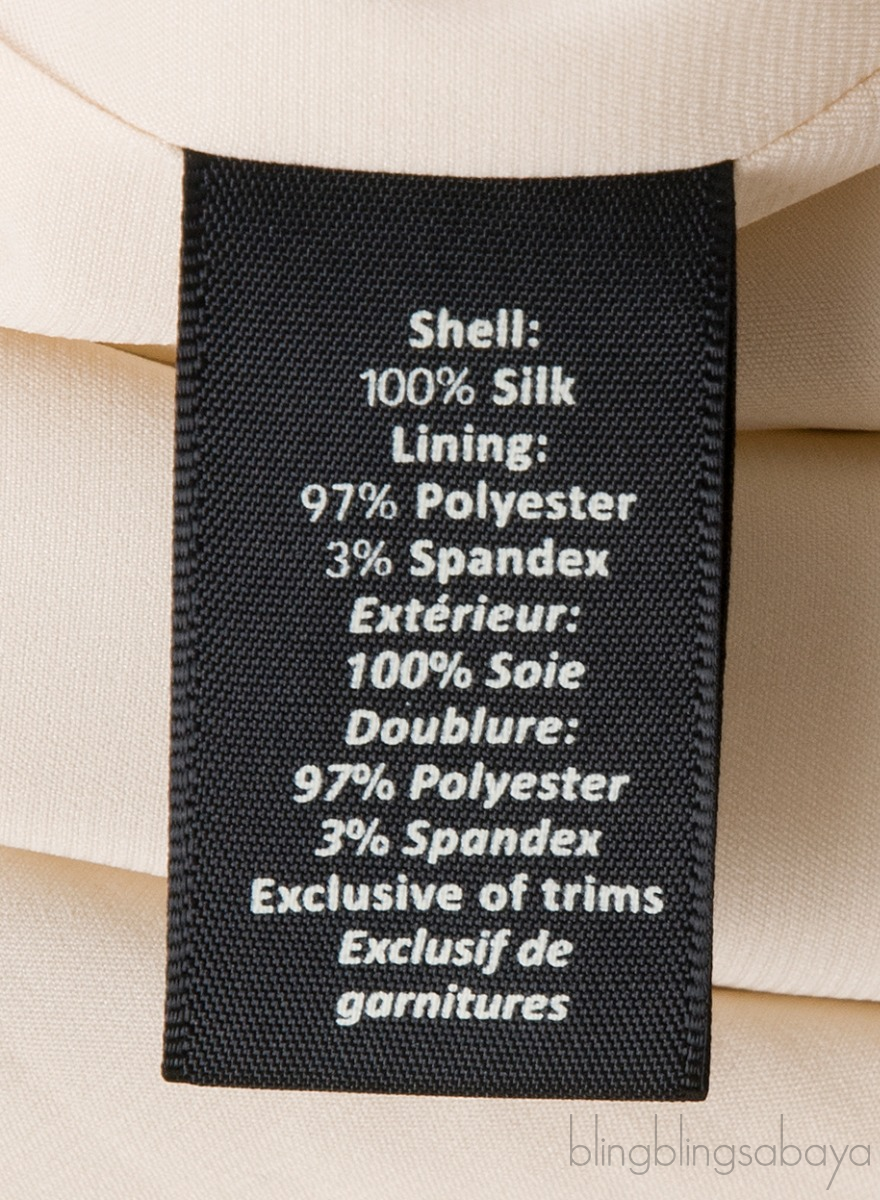 Shell:
100% Silk
Lining:
97% Polyester
3% Spandex
Extérieur:
100% Soie
Doublure:
97% Polyester
3% Spandex
Exclusive of trims
Exclusif de
garnitures
blingblingsabaya